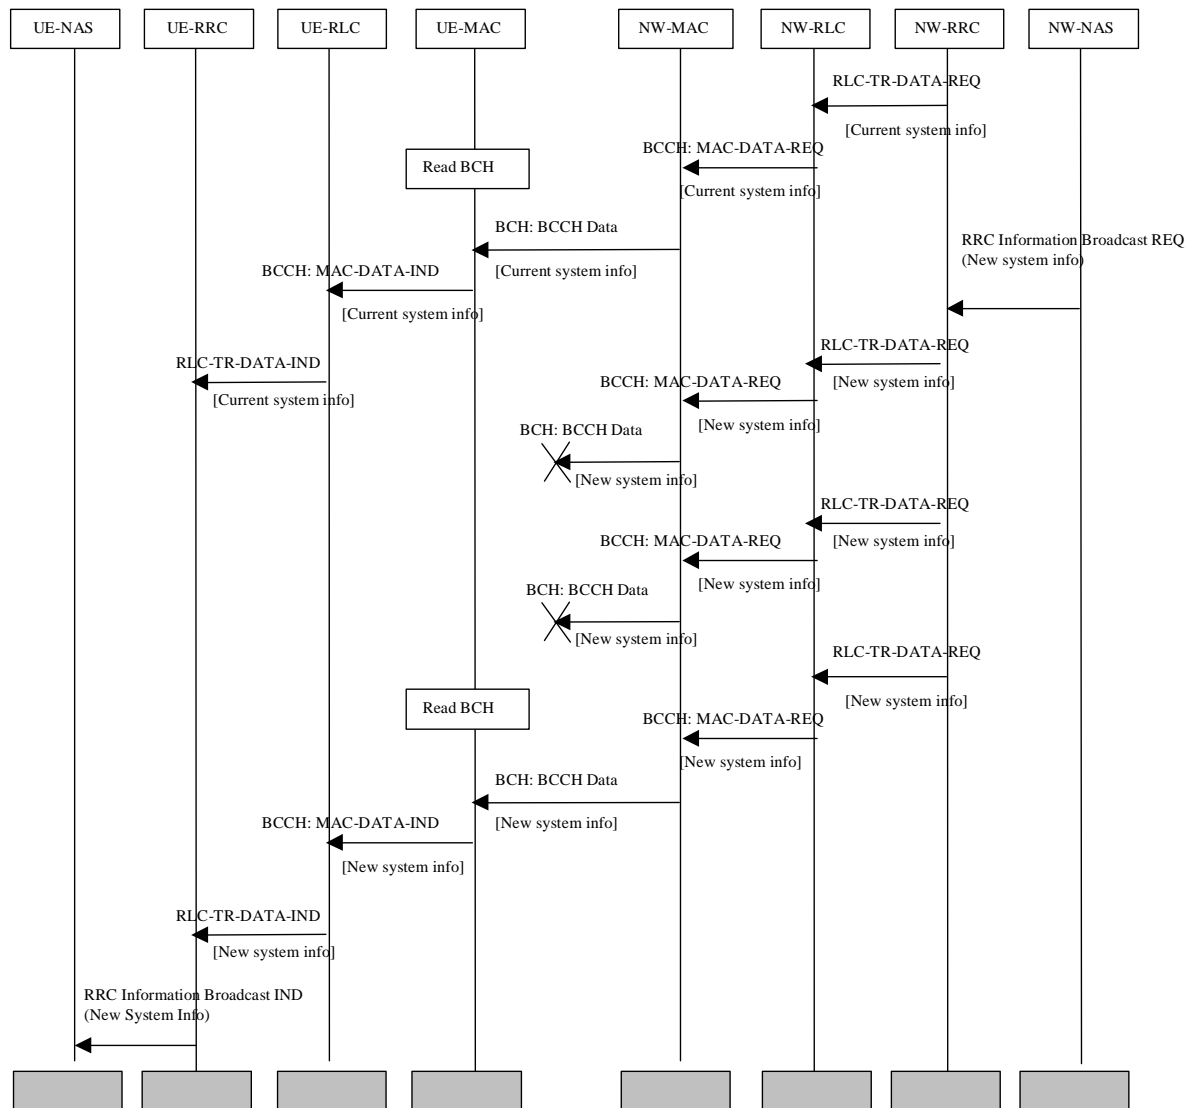 UE-NAS
UE-RRC
UE-RLC
UE-MAC
NW-MAC
NW-RLC
NW-RRC
NW-NAS
RLC-TR-DATA-REQ
[Current system info]
BCCH: MAC-DATA-REQ
Read BCH
[Current system info]
BCH: BCCH Data
RRC Information Broadcast REQ
(New system info)
[Current system info]
BCCH: MAC-DATA-IND
[Current system info]
RLC-TR-DATA-REQ
[New system info]
RLC-TR-DATA-IND
[Current system info]
BCCH: MAC-DATA-REQ
[New system info]
BCH: BCCH Data
[New system info]
RLC-TR-DATA-REQ
[New system info]
BCCH: MAC-DATA-REQ
[New system info]
BCH: BCCH Data
[New system info]
RLC-TR-DATA-REQ
[New system info]
Read BCH
BCCH: MAC-DATA-REQ
[New system info]
BCH: BCCH Data
[New system info]
BCCH: MAC-DATA-IND
[New system info]
RLC-TR-DATA-IND
[New system info]
RRC Information Broadcast IND
(New System Info)